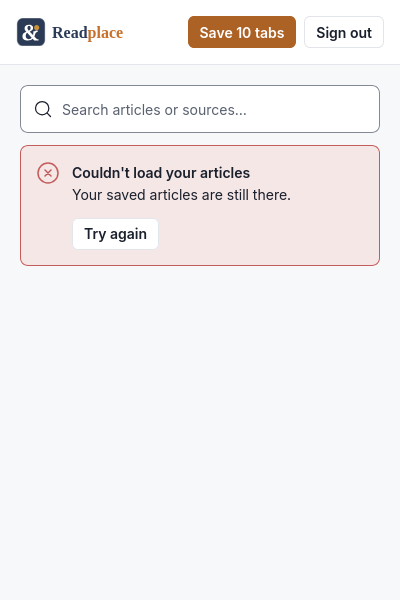 & Readplace
Save 10 tabs
Sign out
Search articles or sources...
Couldn't load your articles
Your saved articles are still there.
Try again